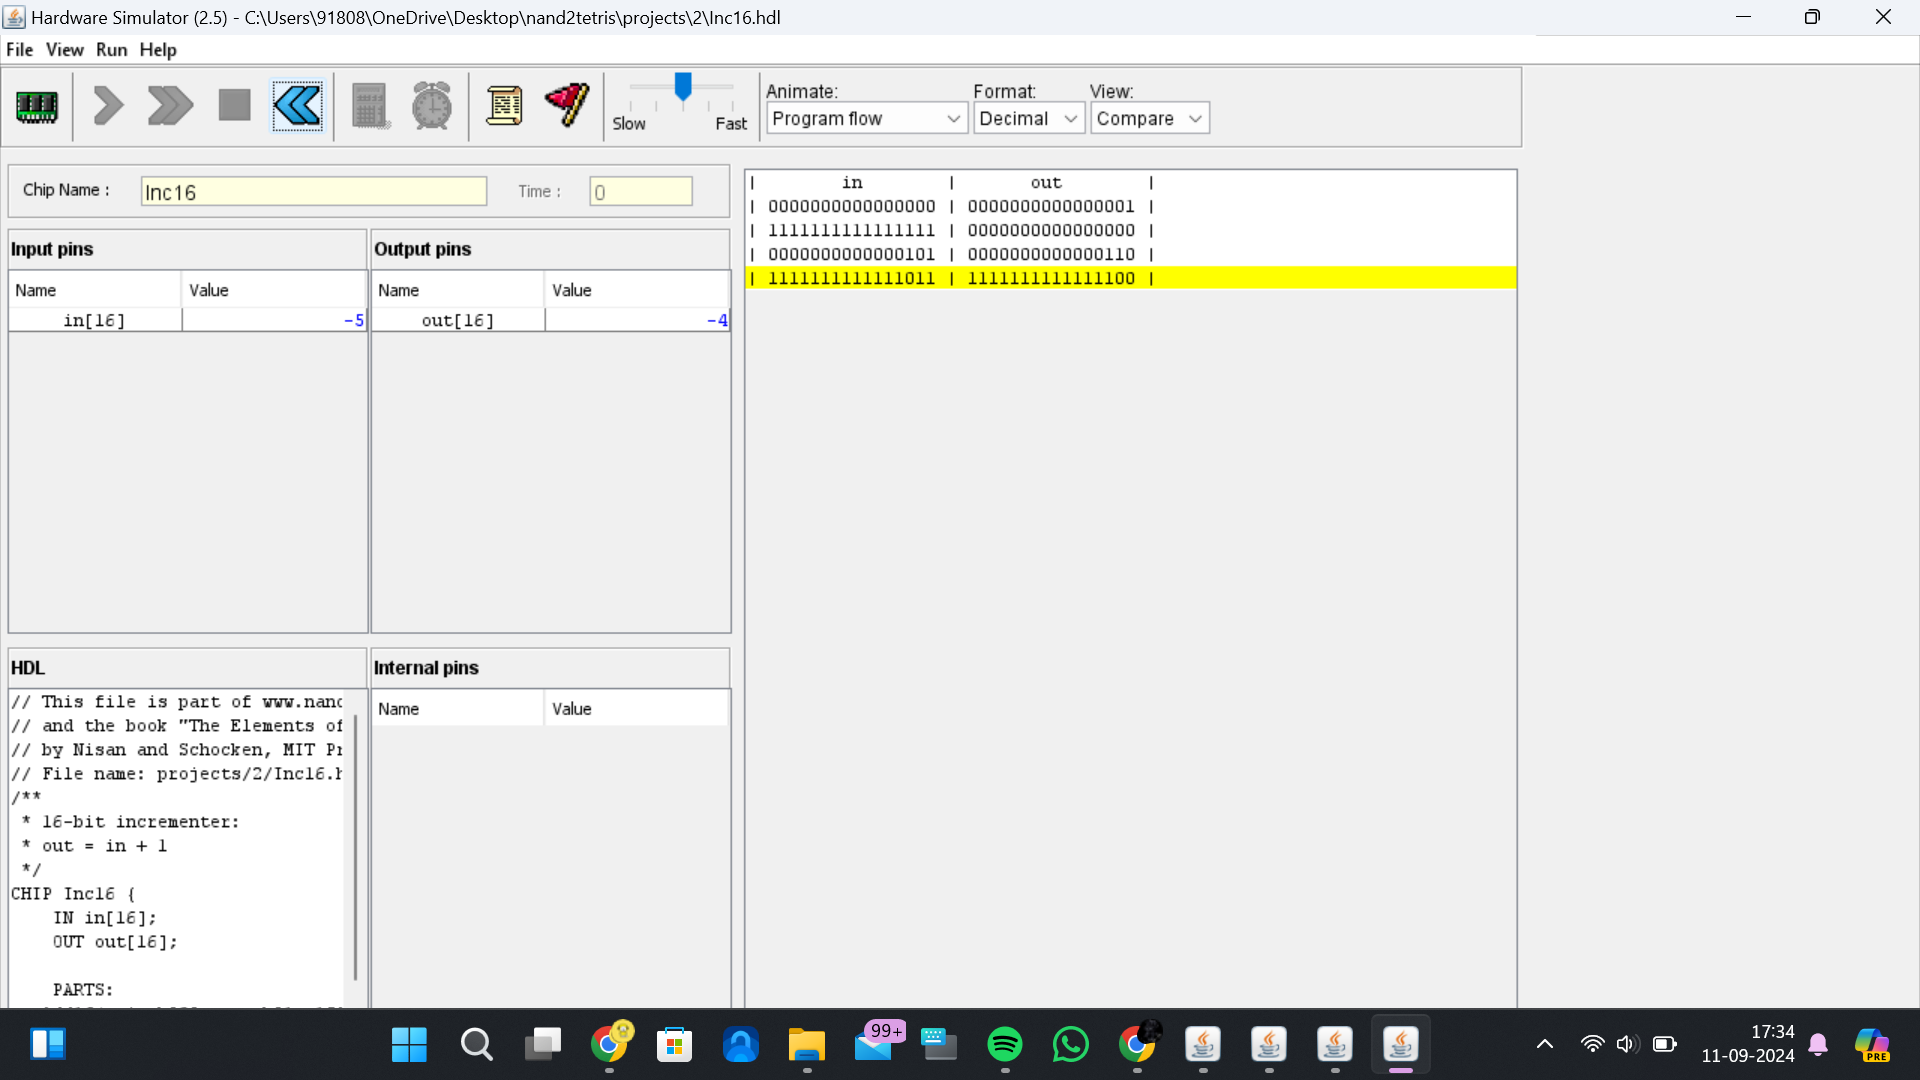 Hardware Simulator (2.5) - C:\Users\91808\OneDrive\Desktop\nand2tetris\projects\2\Inc16.hdl
File View Run Help
Slow Fast
Animate: Format: View:
Program flow Decimal Compare
Chip Name : Inc16 Time : 0
Input pins
Name Value
in[16] -5
Output pins
Name Value
out[16] -4
| in | out |
| 0000000000000000 | 0000000000000001 |
| 1111111111111111 | 0000000000000000 |
| 0000000000000101 | 0000000000000110 |
| 1111111111111011 | 1111111111111100 |
HDL
// This file is part of www.nand
// and the book "The Elements of
// by Nisan and Schocken, MIT Pr
// File name: projects/2/Inc16.h
/**
* 16-bit incrementer:
* out = in + 1
*/
CHIP Inc16 {
IN in[16];
OUT out[16];
PARTS:
Internal pins
Name Value
99+
17:34
11-09-2024
PRE